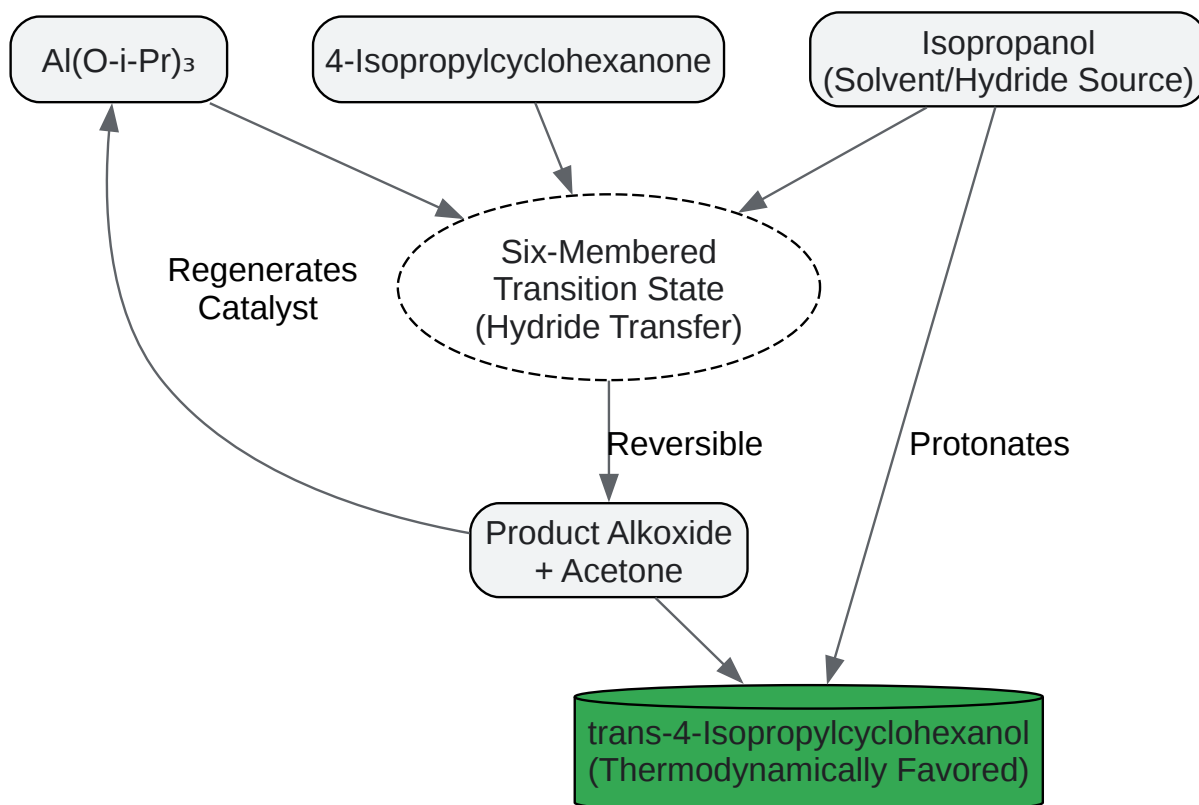 Al(O-i-Pr)₃
4-Isopropylcyclohexanone
Isopropanol
(Solvent/Hydride Source)
Six-Membered
Transition State
(Hydride Transfer)
Regenerates
Catalyst
Reversible
Protonates
Product Alkoxide
+ Acetone
trans-4-Isopropylcyclohexanol
(Thermodynamically Favored)